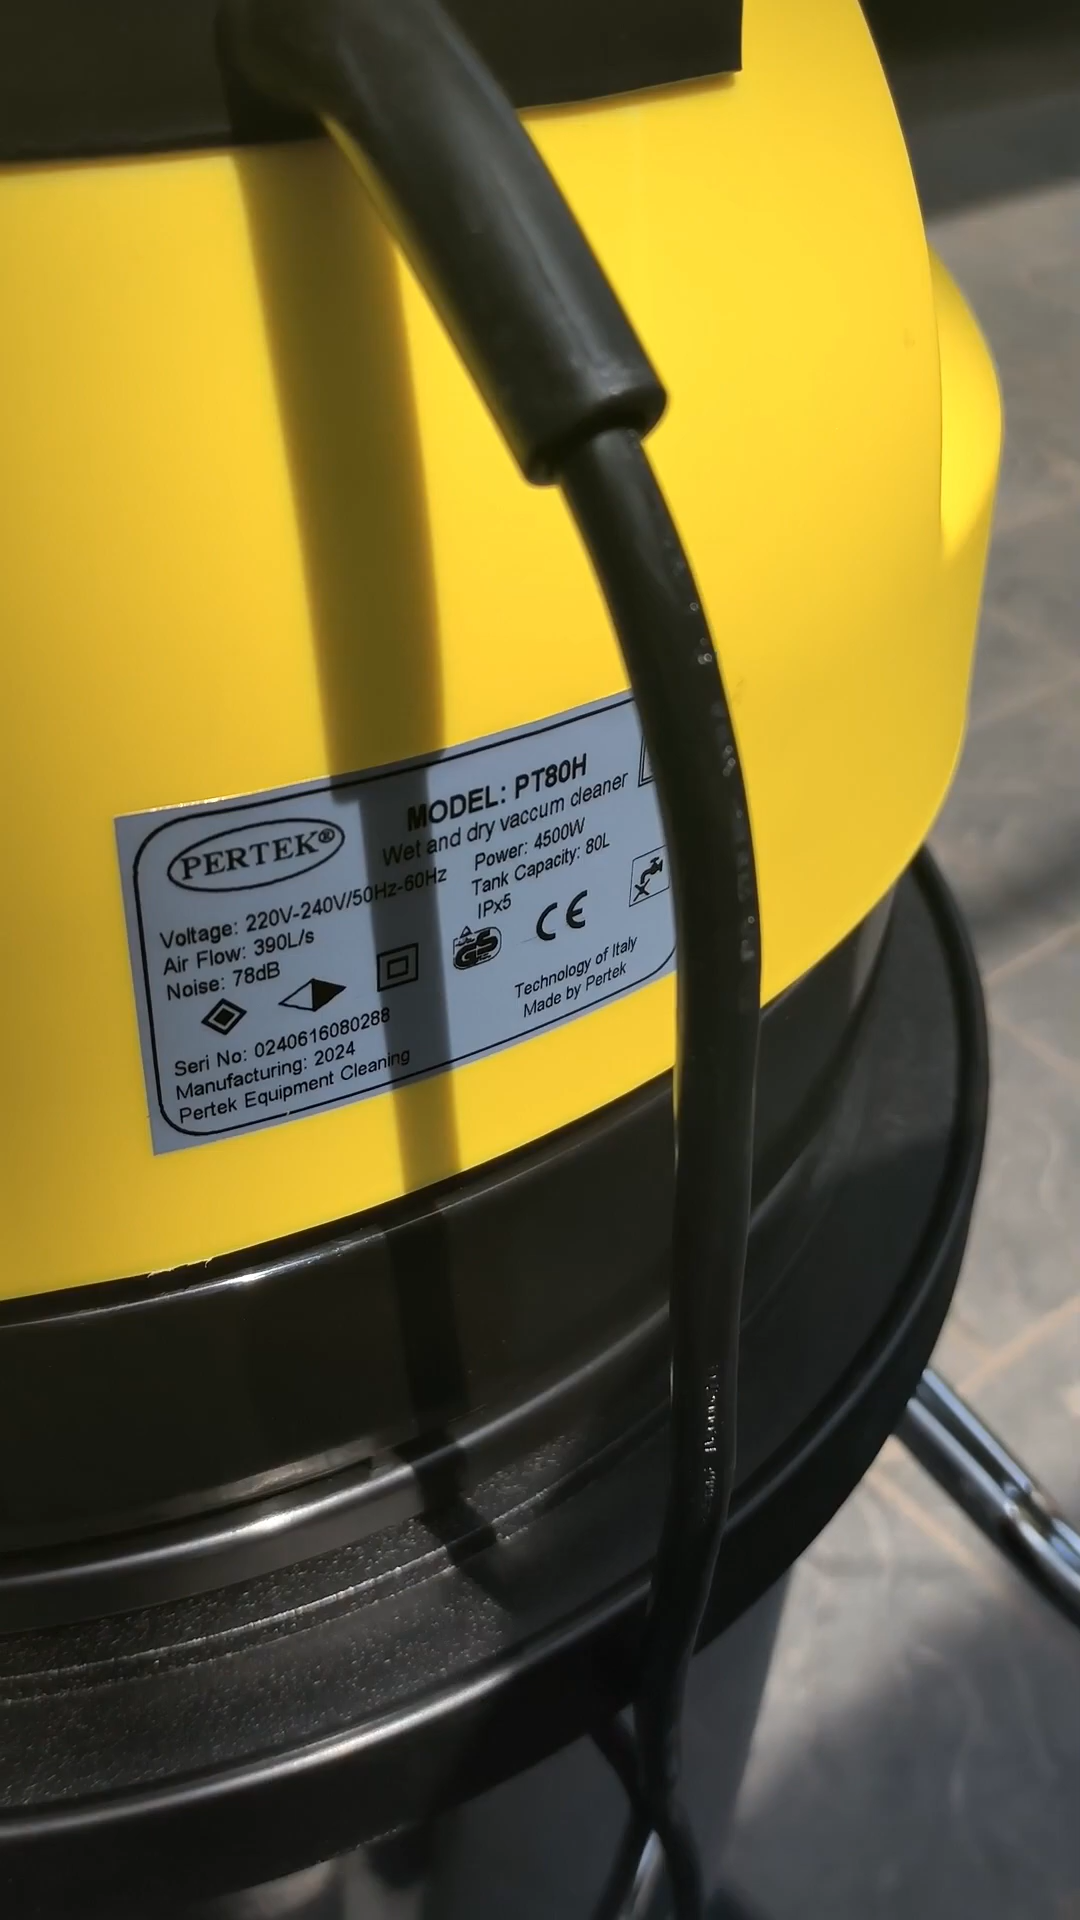 PERTEK®
MODEL: PT80H
Wet and dry vaccum cleaner
Voltage: 220V-240V/50Hz-60Hz
Power: 4500W
Air Flow: 390L/s
Tank Capacity: 80L
Noise: 78dB
IPx5
GS
CE
Technology of Italy
Made by Pertek
Seri No: 0240616080288
Manufacturing: 2024
Pertek Equipment Cleaning